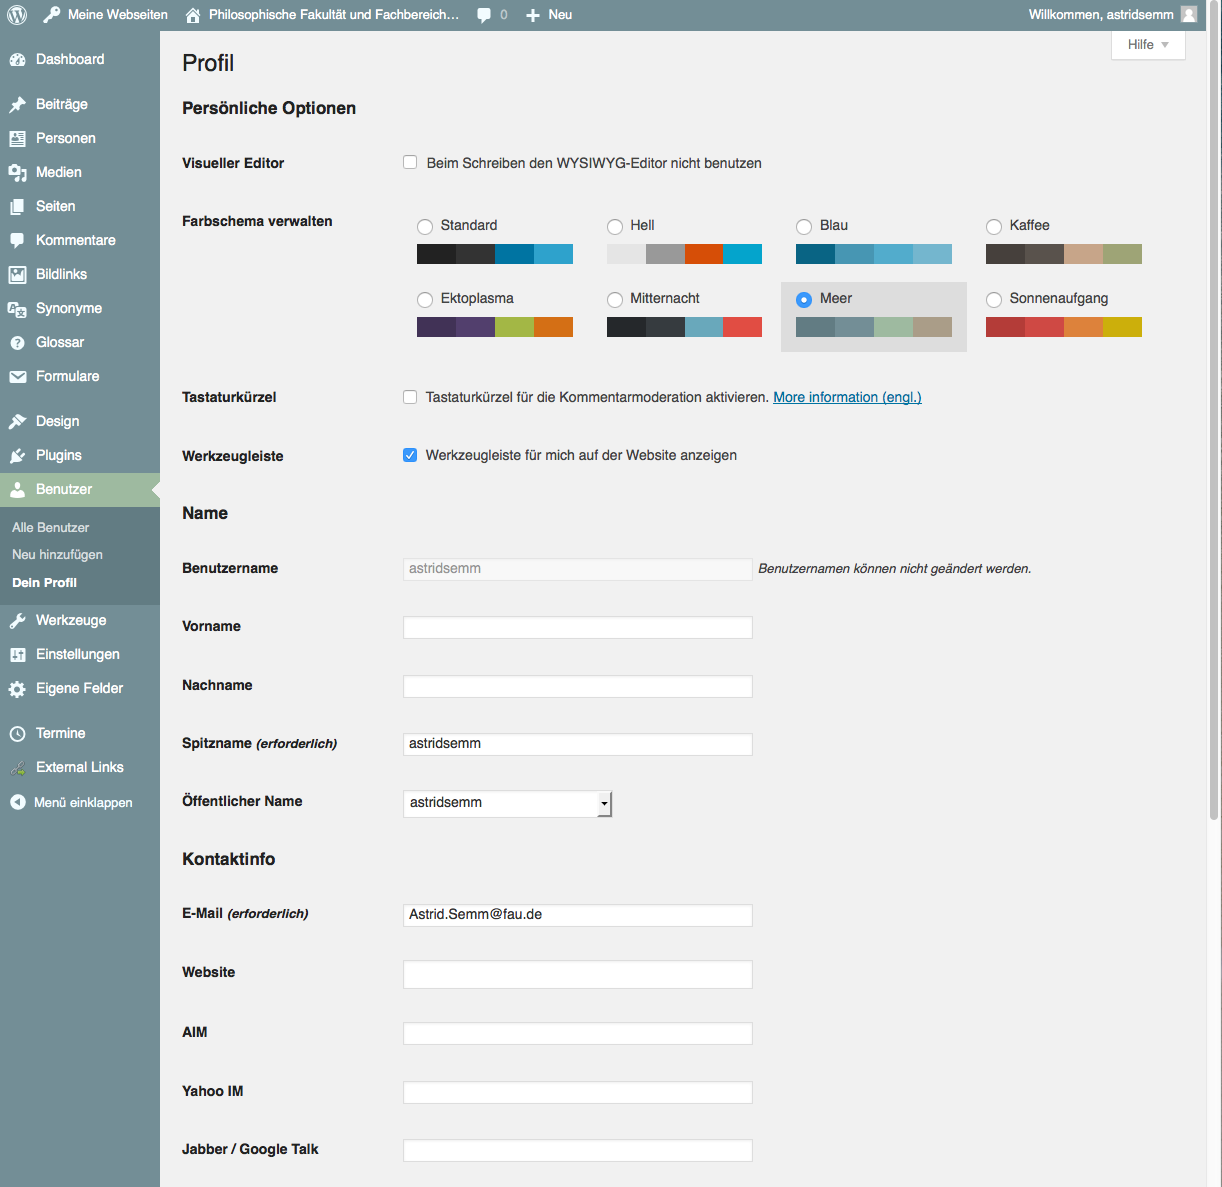 Meine Webseiten Philosophische Fakultät und Fachbereich... 0 Neu Willkommen, astridsemm
Hilfe
Dashboard
Beiträge
Personen
Medien
Seiten
Kommentare
Bildlinks
Synonyme
Glossar
Formulare
Design
Plugins
Benutzer
Alle Benutzer
Neu hinzufügen
Dein Profil
Werkzeuge
Einstellungen
Eigene Felder
Termine
External Links
Menü einklappen
Profil
Persönliche Optionen
Visueller Editor Beim Schreiben den WYSIWYG-Editor nicht benutzen
Farbschema verwalten
Standard Hell Blau Kaffee
Ektoplasma Mitternacht Meer Sonnenaufgang
Tastaturkürzel Tastaturkürzel für die Kommentarmoderation aktivieren. More information (engl.)
Werkzeugleiste Werkzeugleiste für mich auf der Website anzeigen
Name
Benutzername astridsemm Benutzernamen können nicht geändert werden.
Vorname
Nachname
Spitzname (erforderlich) astridsemm
Öffentlicher Name astridsemm
Kontaktinfo
E-Mail (erforderlich) Astrid.Semm@fau.de
Website
AIM
Yahoo IM
Jabber / Google Talk